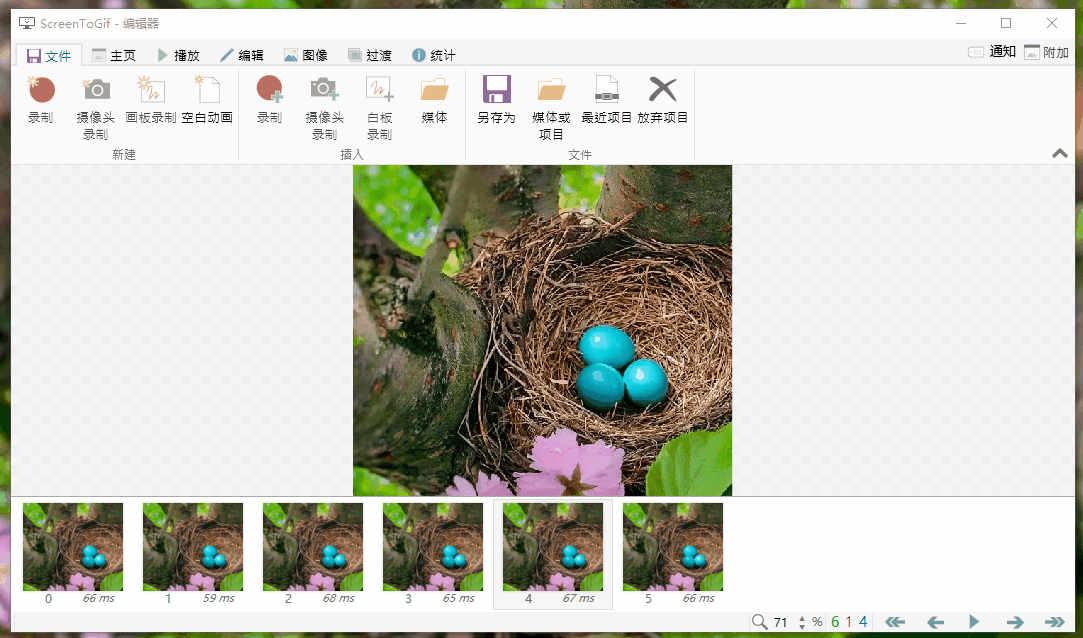 ScreenToGif - 编辑器
文件 主页 播放 编辑 图像 过渡 统计 通知 附加
录制 摄像头录制 画板录制 空白动画 录制 摄像头录制 白板录制 媒体 另存为 媒体或项目 最近项目 放弃项目
新建 插入 文件
0 66 ms 1 59 ms 2 68 ms 3 65 ms 4 67 ms 5 66 ms
71 % 6 1 4